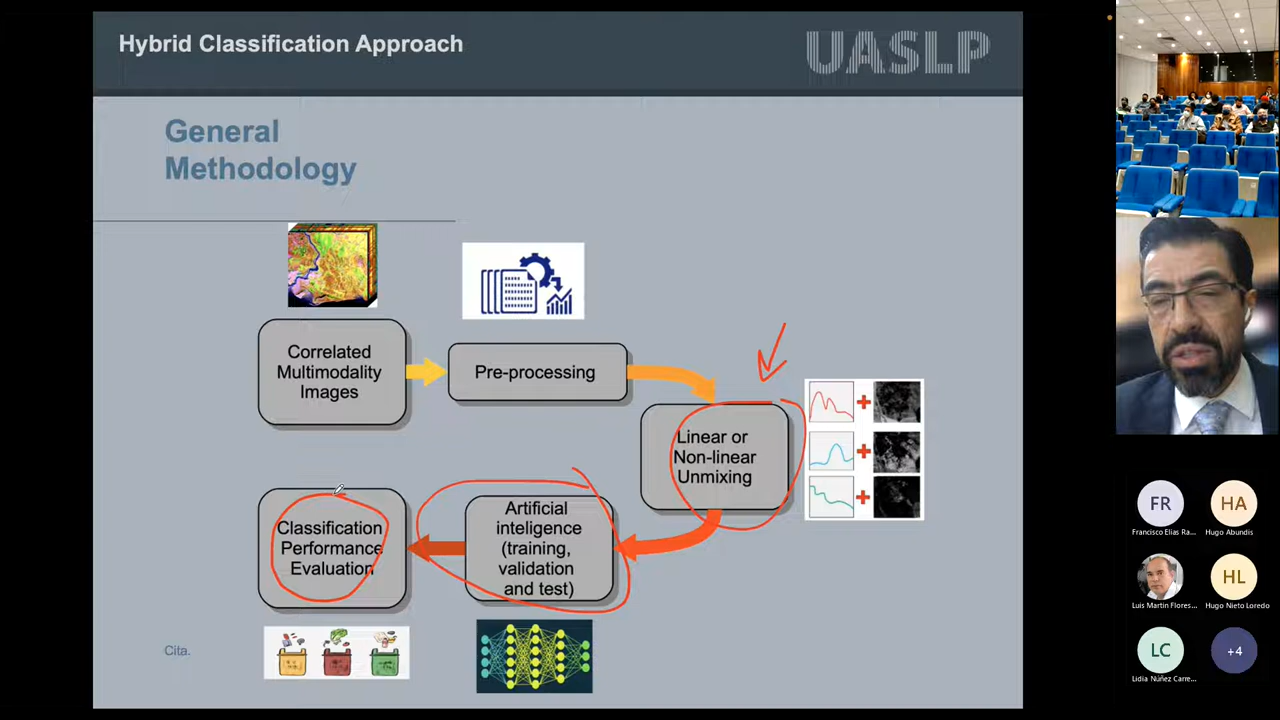 Hybrid Classification Approach
UASLP
General
Methodology
Correlated
Multimodality
Images
Pre-processing
Linear or
Non-linear
Unmixing
Artificial
inteligence
(training,
validation
and test)
Classification
Performance
Evaluation
Cita.
FR
HA
Francisco Elias Ra...
Hugo Abundis
HL
Luis Martin Flores...
Hugo Nieto Loredo
LC
+4
Lidia Núñez Carre...